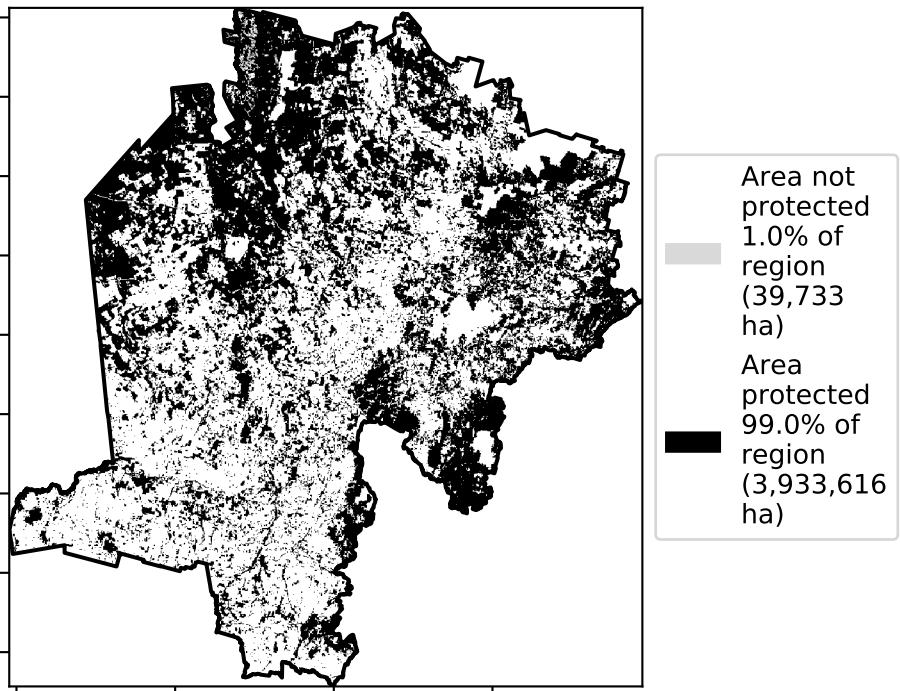 Area not
protected
1.0% of
region
(39,733
ha)
Area
protected
99.0% of
region
(3,933,616
ha)